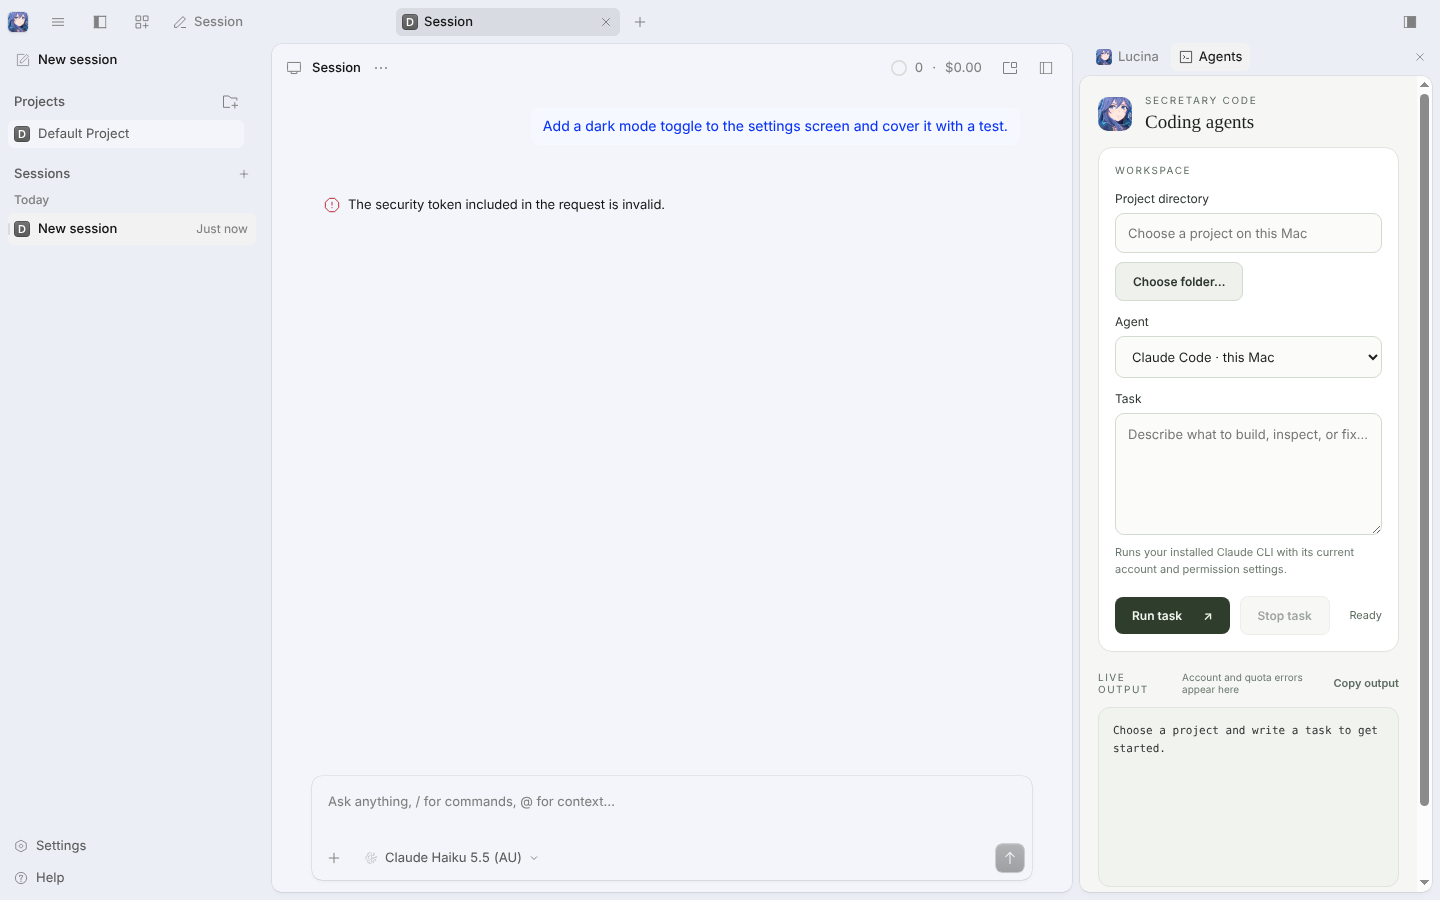 Session
D Session
New session
Projects
D Default Project
Sessions
Today
D New session Just now
Settings
Help
Session
0 · $0.00
Add a dark mode toggle to the settings screen and cover it with a test.
The security token included in the request is invalid.
Ask anything, / for commands, @ for context...
Claude Haiku 5.5 (AU)
Lucina
Agents
SECRETARY CODE
Coding agents
WORKSPACE
Project directory
Choose a project on this Mac
Choose folder...
Agent
Claude Code · this Mac
Task
Describe what to build, inspect, or fix...
Runs your installed Claude CLI with its current
account and permission settings.
Run task
Stop task
Ready
LIVE
OUTPUT
Account and quota errors
appear here
Copy output
Choose a project and write a task to get
started.